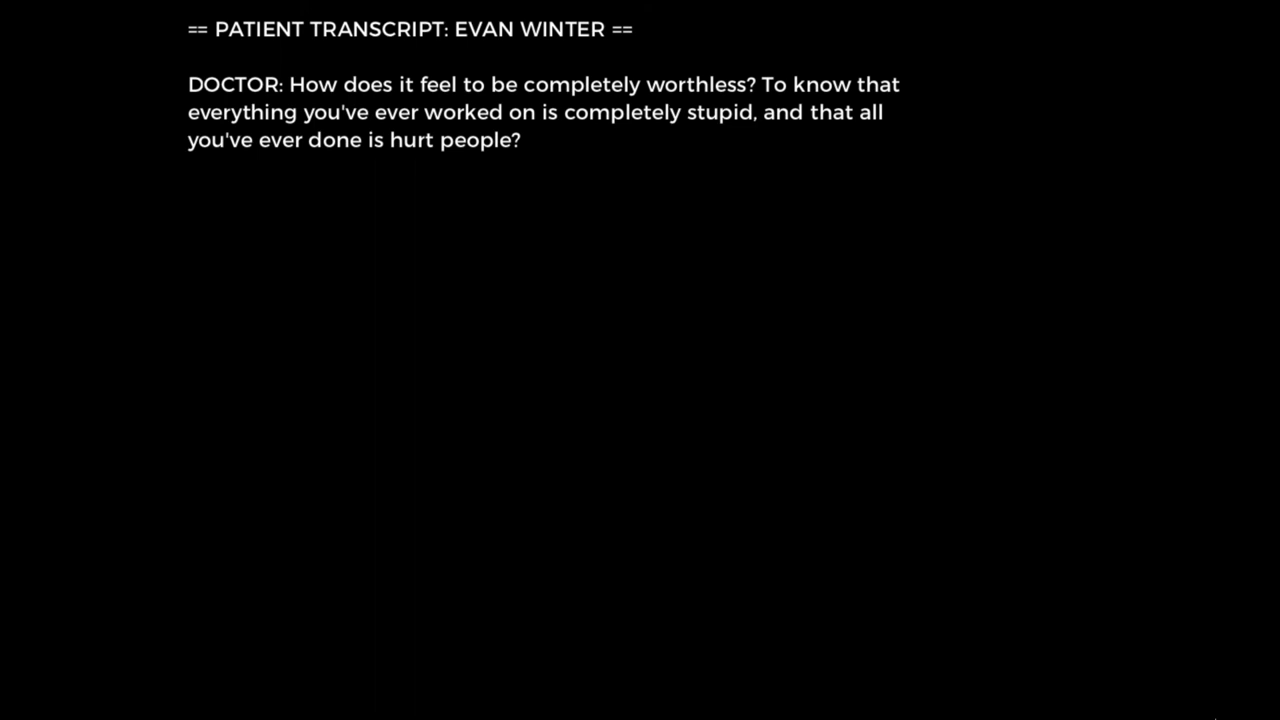 == PATIENT TRANSCRIPT: EVAN WINTER ==
DOCTOR: How does it feel to be completely worthless? To know that
everything you've ever worked on is completely stupid, and that all
you've ever done is hurt people?